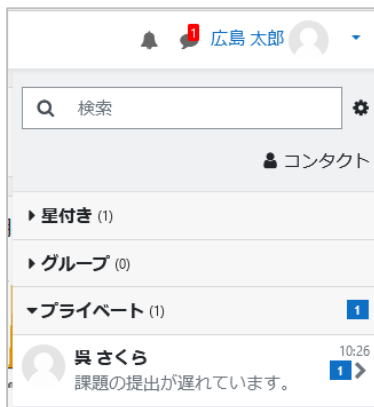 1
広島 太郎
検索
コンタクト
星付き (1)
グループ (0)
プライベート (1) 1
呉 さくら 10:26
課題の提出が遅れています。 1